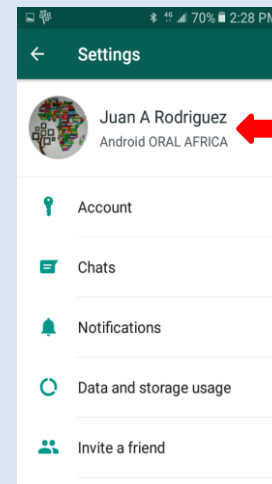 4G 70% 2:28 PM
Settings
Juan A Rodriguez
Android ORAL AFRICA
Account
Chats
Notifications
Data and storage usage
Invite a friend